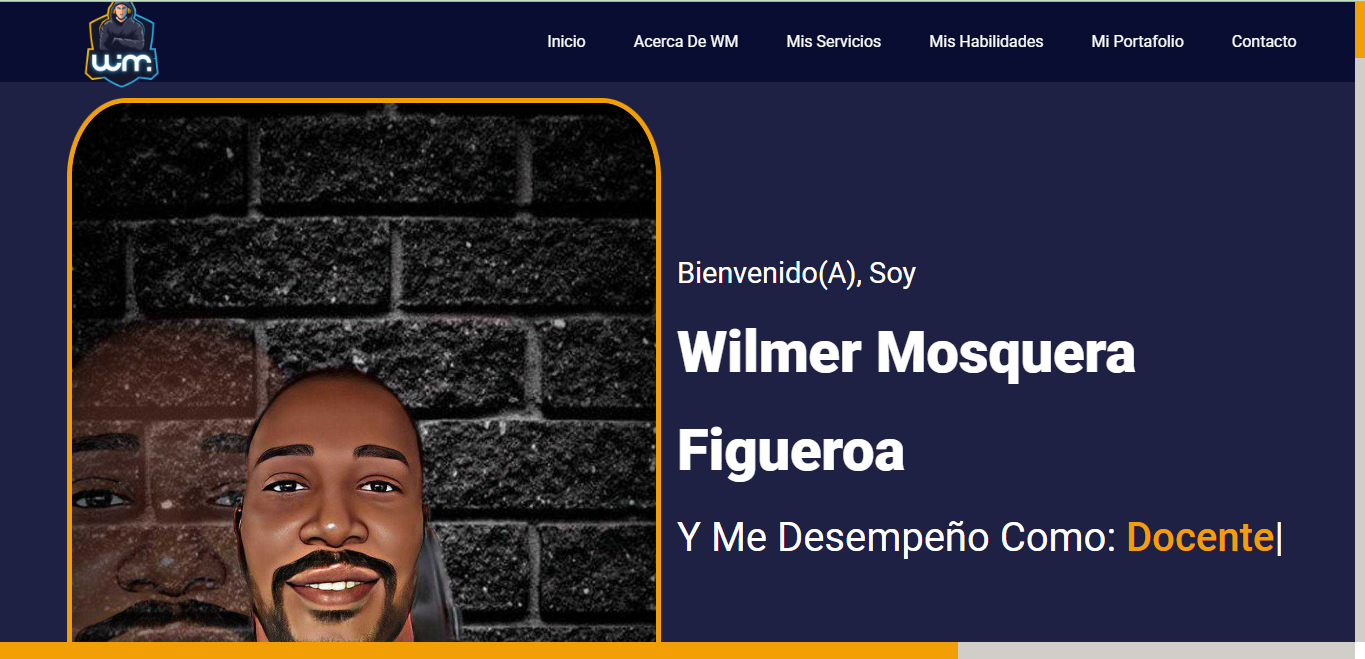 wm.
Inicio Acerca De WM Mis Servicios Mis Habilidades Mi Portafolio Contacto
Bienvenido(A), Soy
Wilmer Mosquera
Figueroa
Y Me Desempeño Como: Docente|